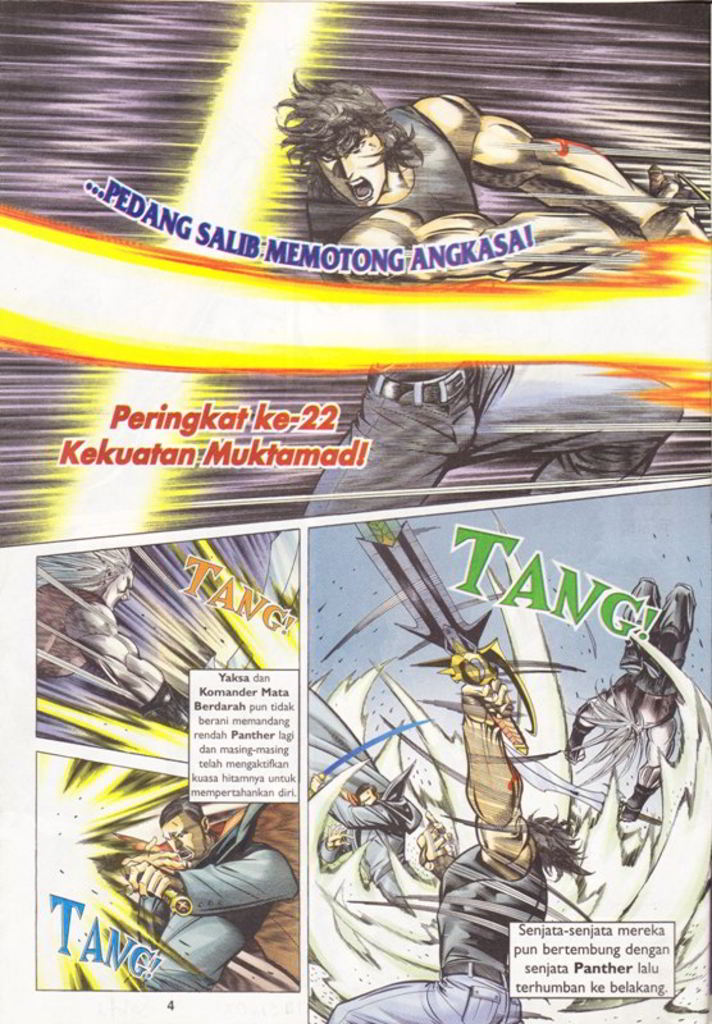 ...PEDANG SALIB MEMOTONG ANGKASA!
Peringkat ke-22
Kekuatan Muktamad!
TANG!
Yaksa dan
Komander Mata
Berdarah pun tidak
berani memandang
rendah Panther lagi
dan masing-masing
telah mengaktifkan
kuasa hitamnya untuk
mempertahankan diri.
TANG!
TANG!
Senjata-senjata mereka
pun bertembung dengan
senjata Panther lalu
terhumban ke belakang.
4